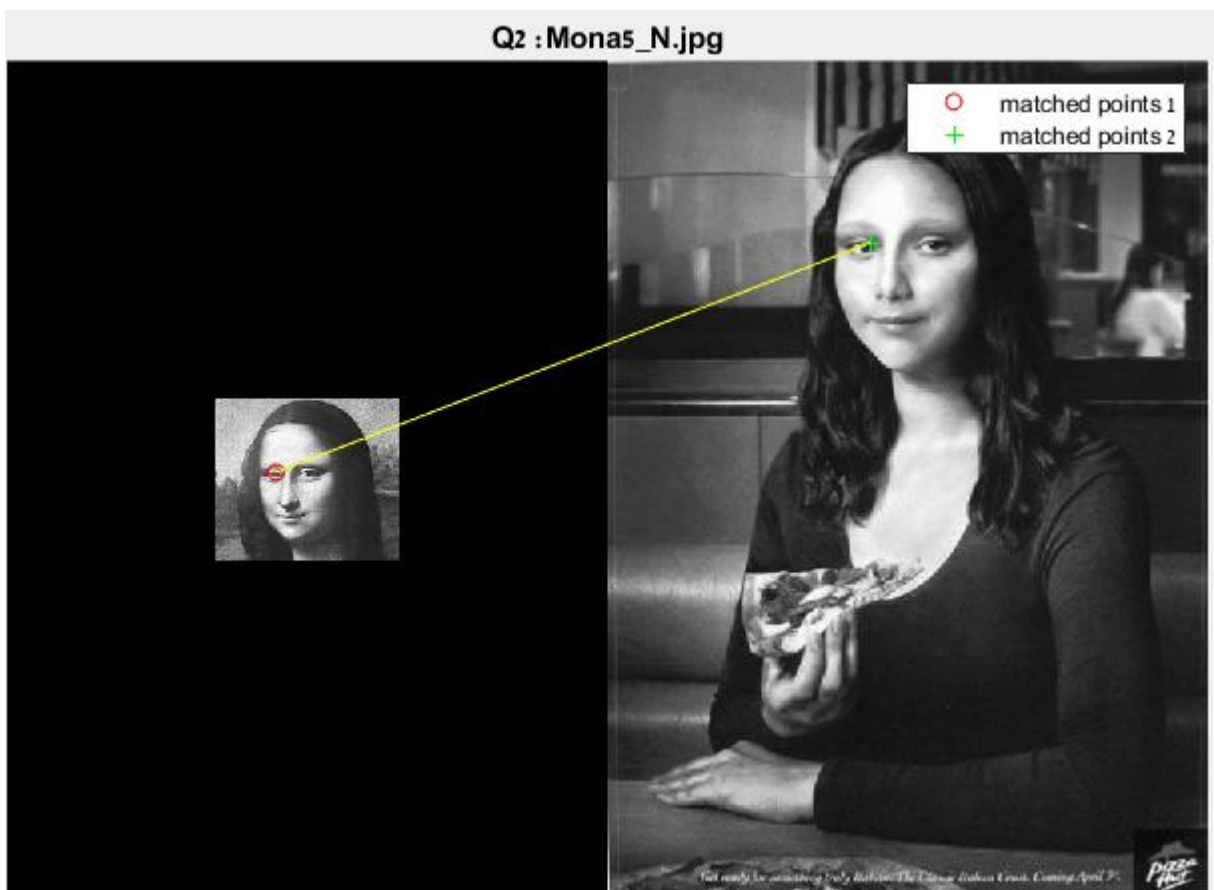 Q2 : Mona5_N.jpg
matched points 1
matched points 2
Get ready for something truly Italian. The Classic Italian Crust. Coming April 3rd.
Pizza
Hut